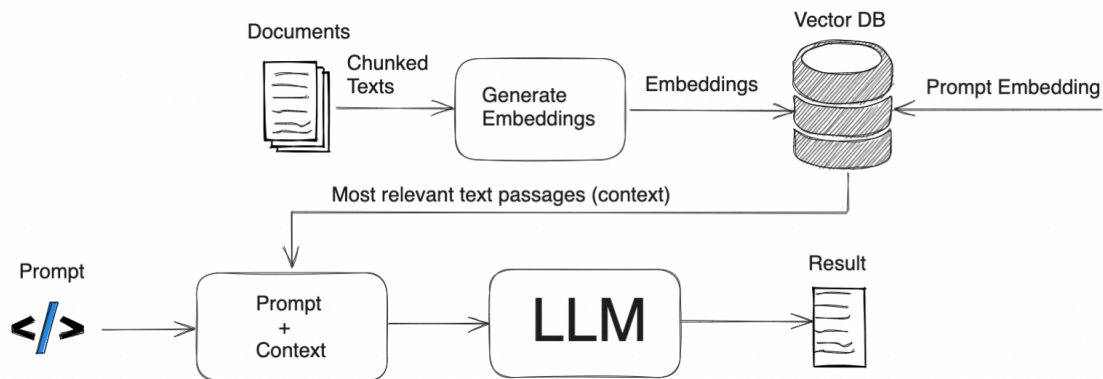 Documents
Vector DB
Chunked
Texts
Generate
Embeddings
Embeddings
Prompt Embedding
Most relevant text passages (context)
Prompt
</>
Prompt
+
Context
LLM
Result